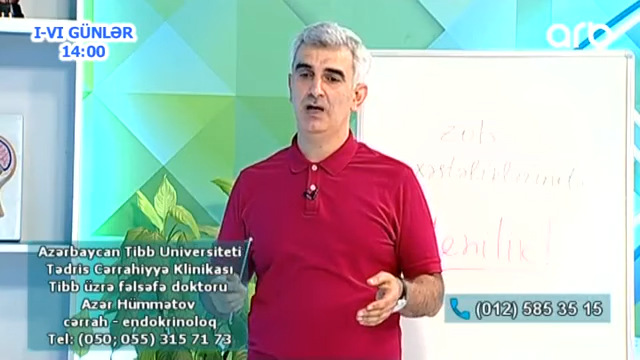 I-VI GÜNLƏR
14:00
arb
Azərbaycan Tibb Universiteti
Tədris Cərrahiyyə Klinikası
Tibb üzrə fəlsəfə doktoru
Azər Hümmətov
cərrah - endokrinoloq
Tel: (050; 055) 315 71 73
(012) 585 35 15